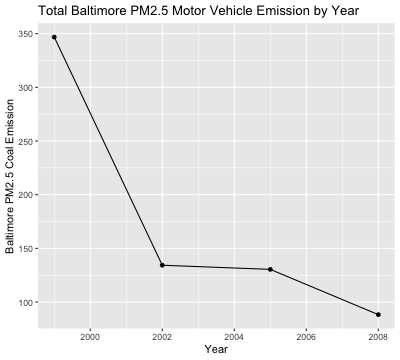 Total Baltimore PM2.5 Motor Vehicle Emission by Year
Baltimore PM2.5 Coal Emission
350
300
250
200
150
100
2000 2002 2004 2006 2008
Year